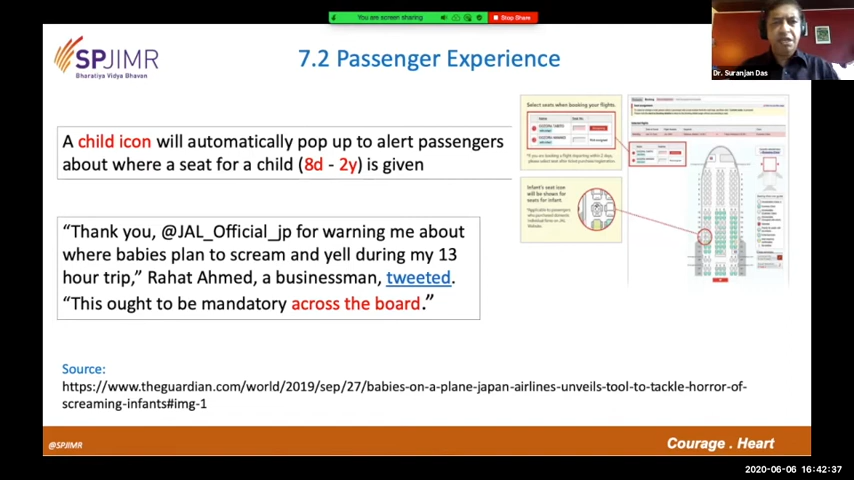 You are screen sharing
Stop Share
SPJIMR
Bharatiya Vidya Bhavan
7.2 Passenger Experience
Dr. Suranjan Das
A child icon will automatically pop up to alert passengers
about where a seat for a child (8d - 2y) is given
Select seats when booking your flights.
Infant's seat icon
will be shown
for seats
for infant.
“Thank you, @JAL_Official_jp for warning me about
where babies plan to scream and yell during my 13
hour trip,” Rahat Ahmed, a businessman, tweeted.
“This ought to be mandatory across the board.”
Source:
https://www.theguardian.com/world/2019/sep/27/babies-on-a-plane-japan-airlines-unveils-tool-to-tackle-horror-of-
screaming-infants#img-1
@SPJIMR
Courage . Heart
2020-06-06 16:42:37